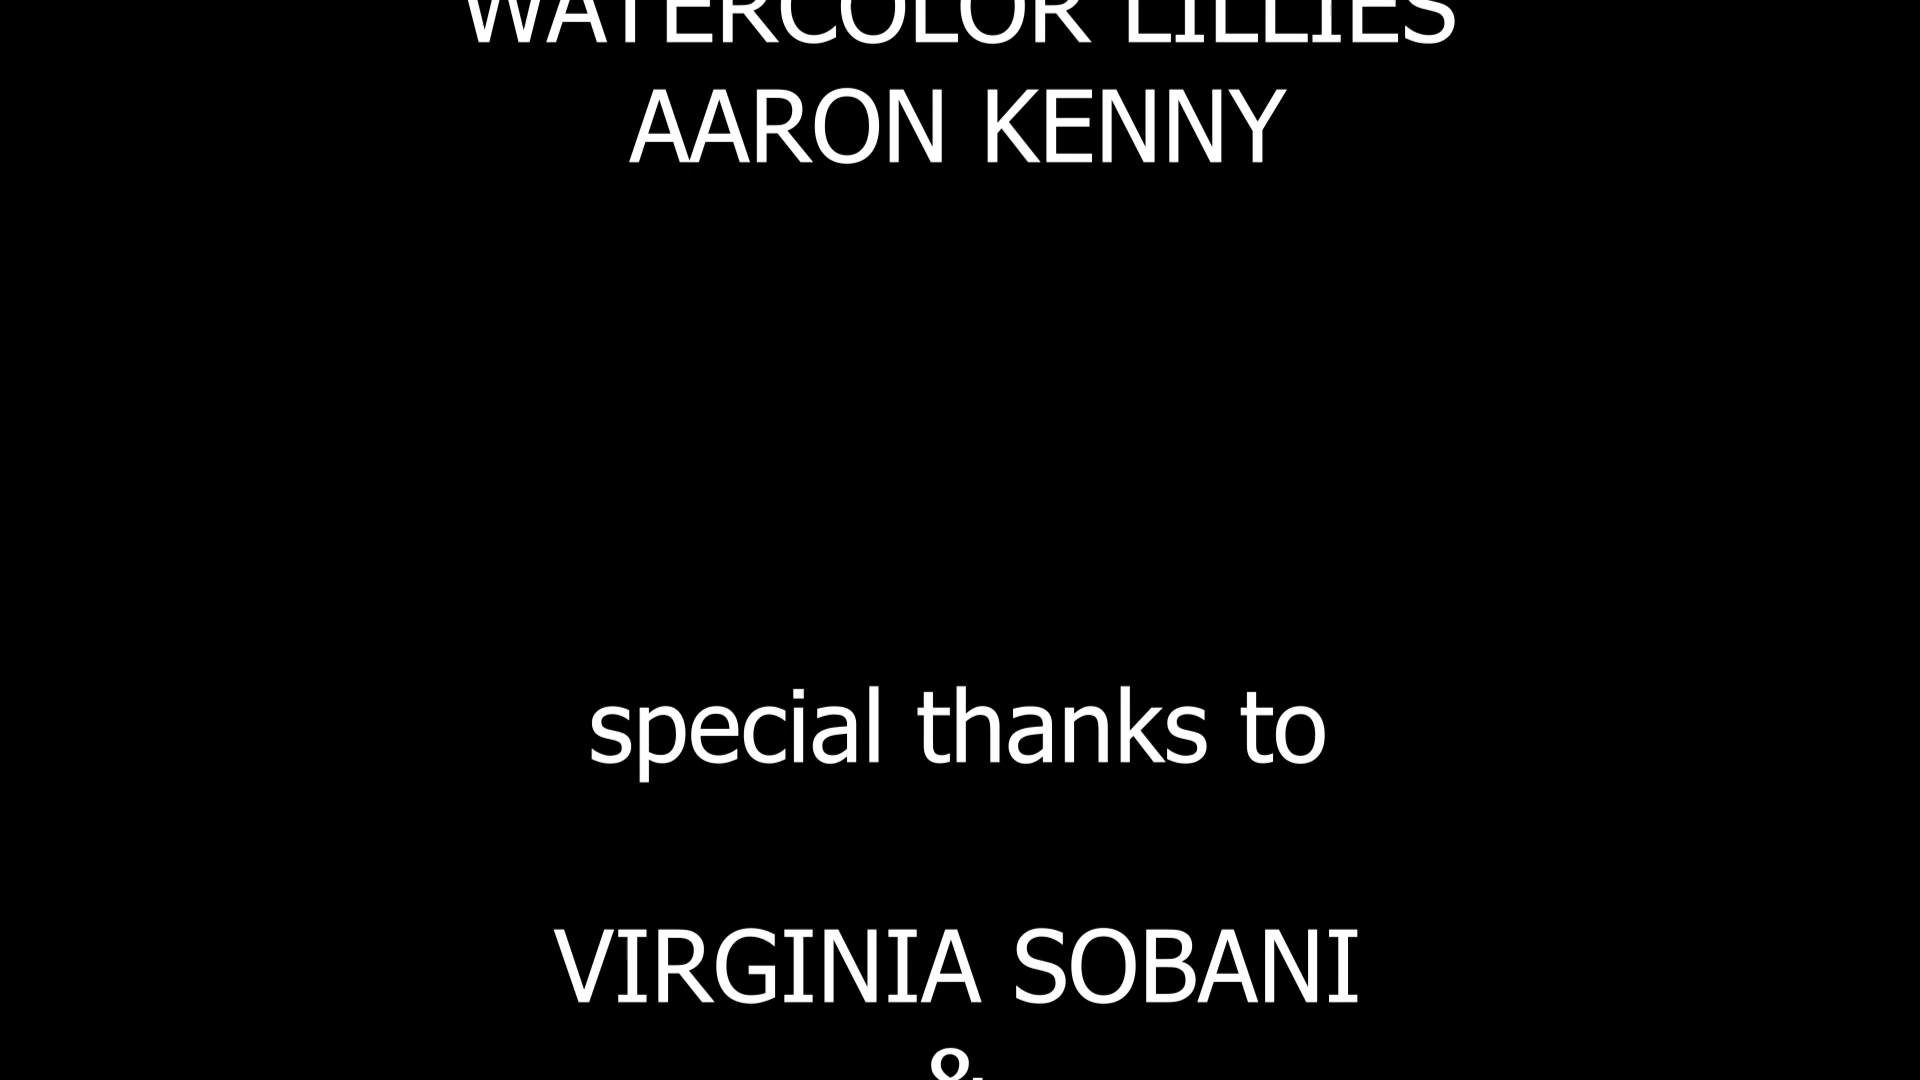 WATERCOLOR LILLIES
AARON KENNY
special thanks to
VIRGINIA SOBANI
&